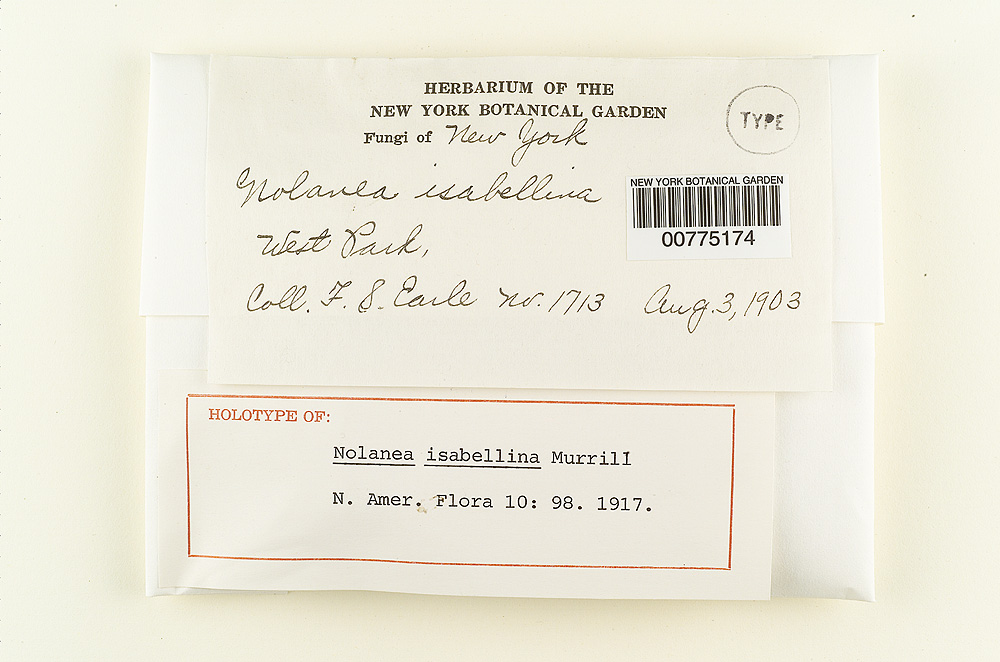 HERBARIUM OF THE
NEW YORK BOTANICAL GARDEN
Fungi of New York
TYPE
Nolanea isabellina
NEW YORK BOTANICAL GARDEN
00775174
West Park,
Coll. F. S. Earle no. 1713 Aug. 3, 1903
HOLOTYPE OF:
Nolanea isabellina Murrill
N. Amer. Flora 10: 98. 1917.